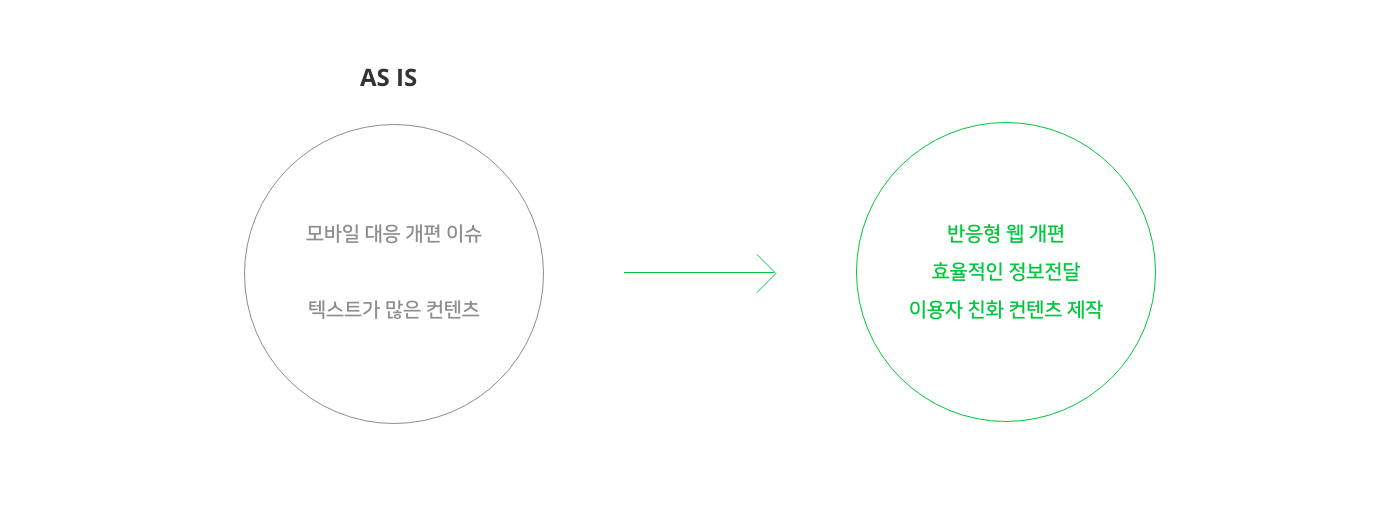 AS IS
모바일 대응 개편 이슈
텍스트가 많은 컨텐츠
반응형 웹 개편
효율적인 정보전달
이용자 친화 컨텐츠 제작